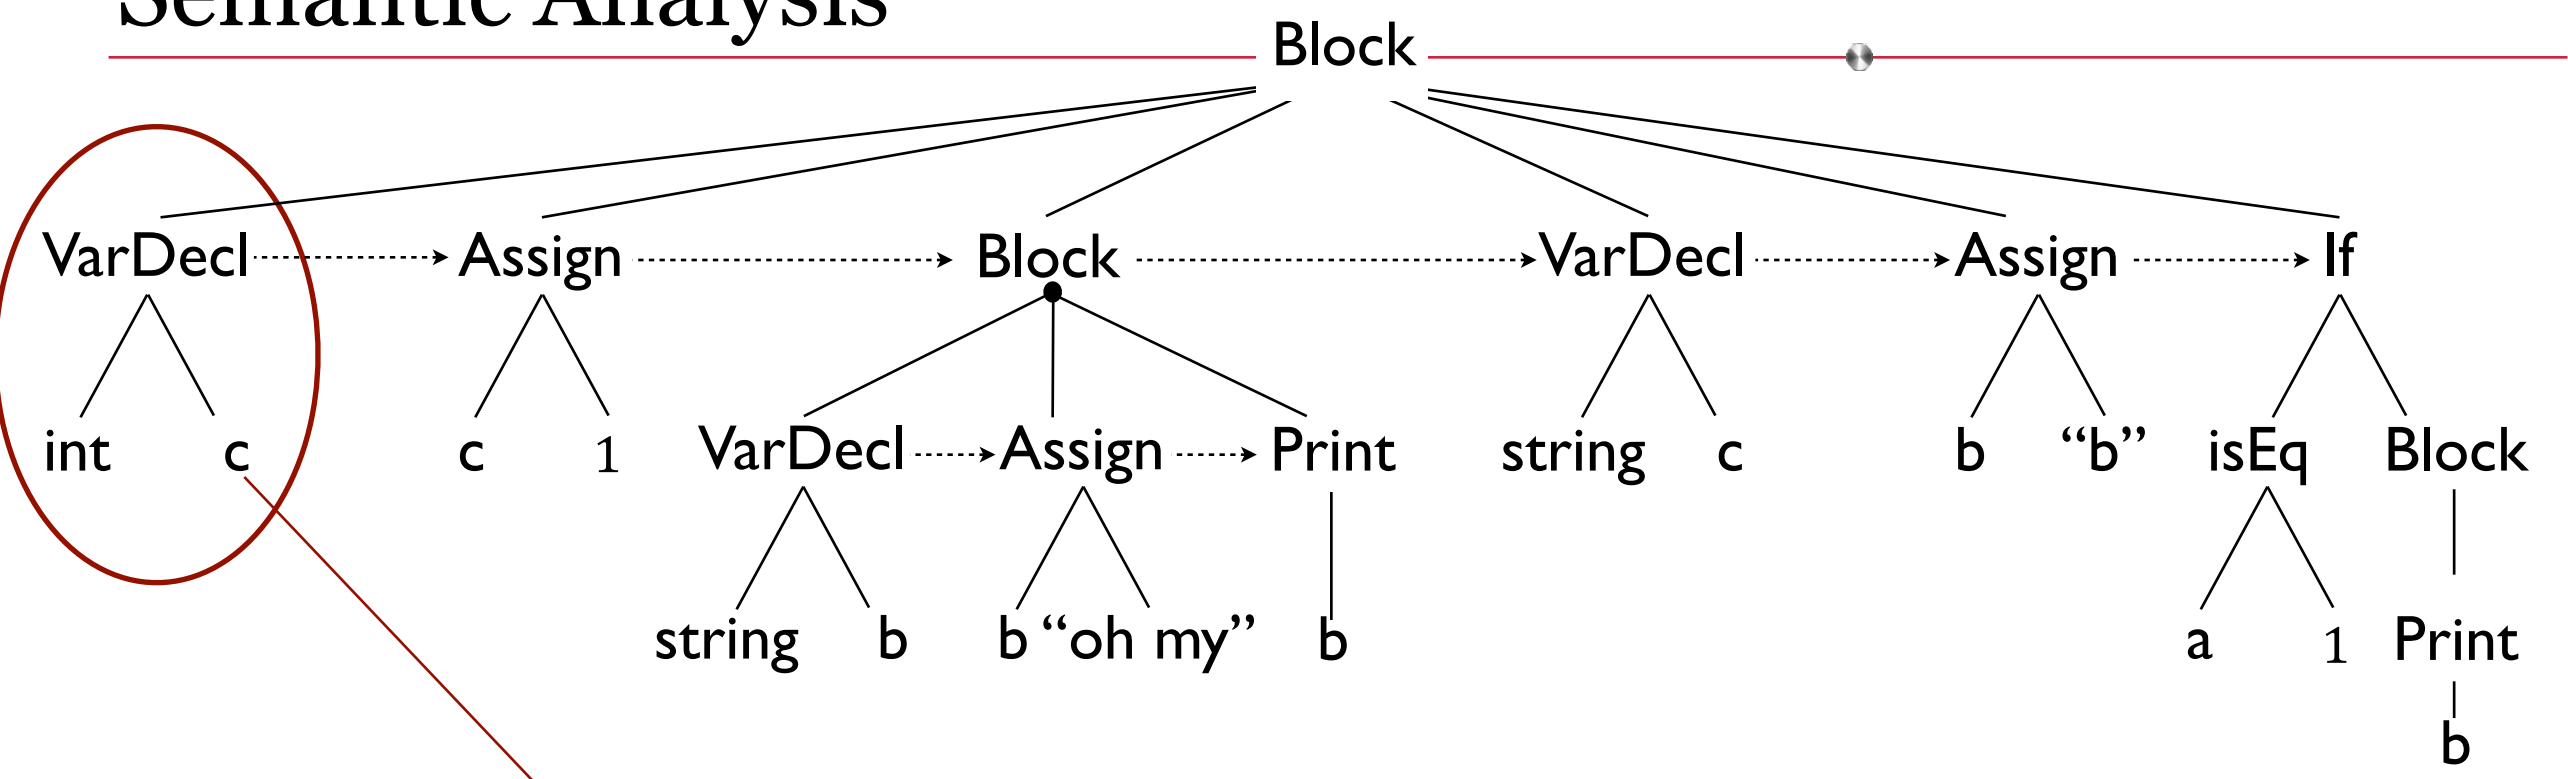 Semantic Analysis
Block
VarDecl Assign Block VarDecl Assign If
int c c 1 VarDecl Assign Print string c b “b” isEq Block
string b b “oh my” b a 1 Print
b